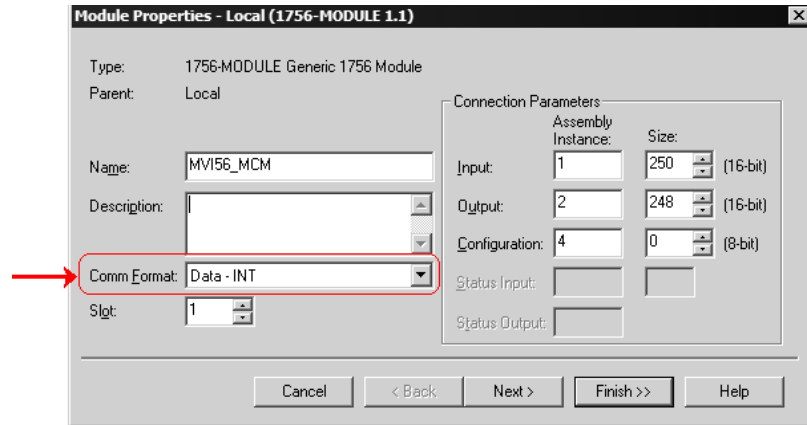 Module Properties - Local (1756-MODULE 1.1)
Type: 1756-MODULE Generic 1756 Module
Parent: Local
Connection Parameters
Assembly
Instance: Size:
Name: MVI56_MCM
Input: 1 250 (16-bit)
Description:
Output: 2 248 (16-bit)
Configuration: 4 0 (8-bit)
Comm Format: Data - INT
Status Input:
Slot: 1
Status Output:
Cancel < Back Next > Finish >> Help